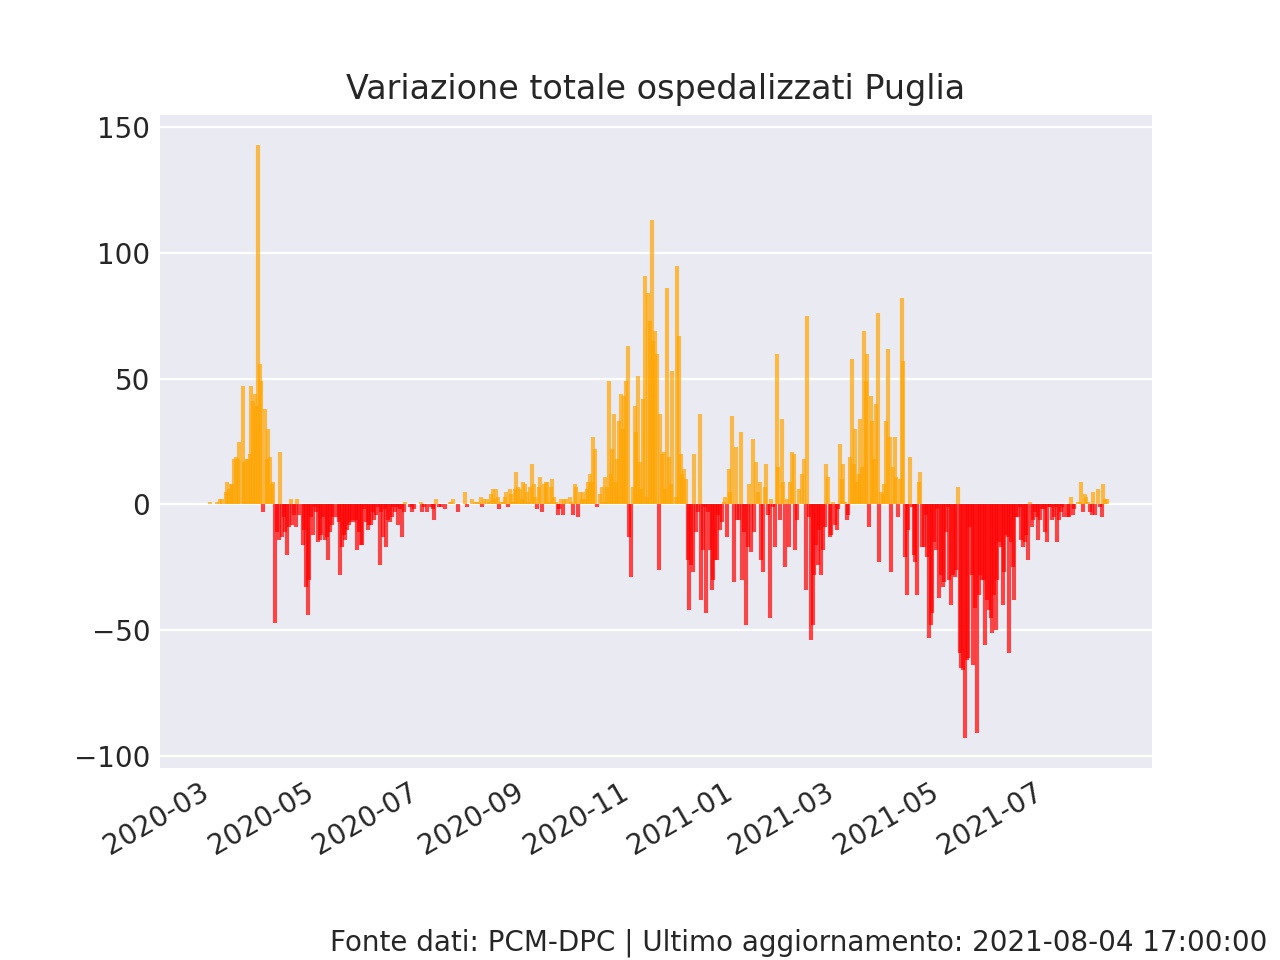 Variazione totale ospedalizzati Puglia
150
100
50
0
−50
−100
2020-03 2020-05 2020-07 2020-09 2020-11 2021-01 2021-03 2021-05 2021-07
Fonte dati: PCM-DPC | Ultimo aggiornamento: 2021-08-04 17:00:00